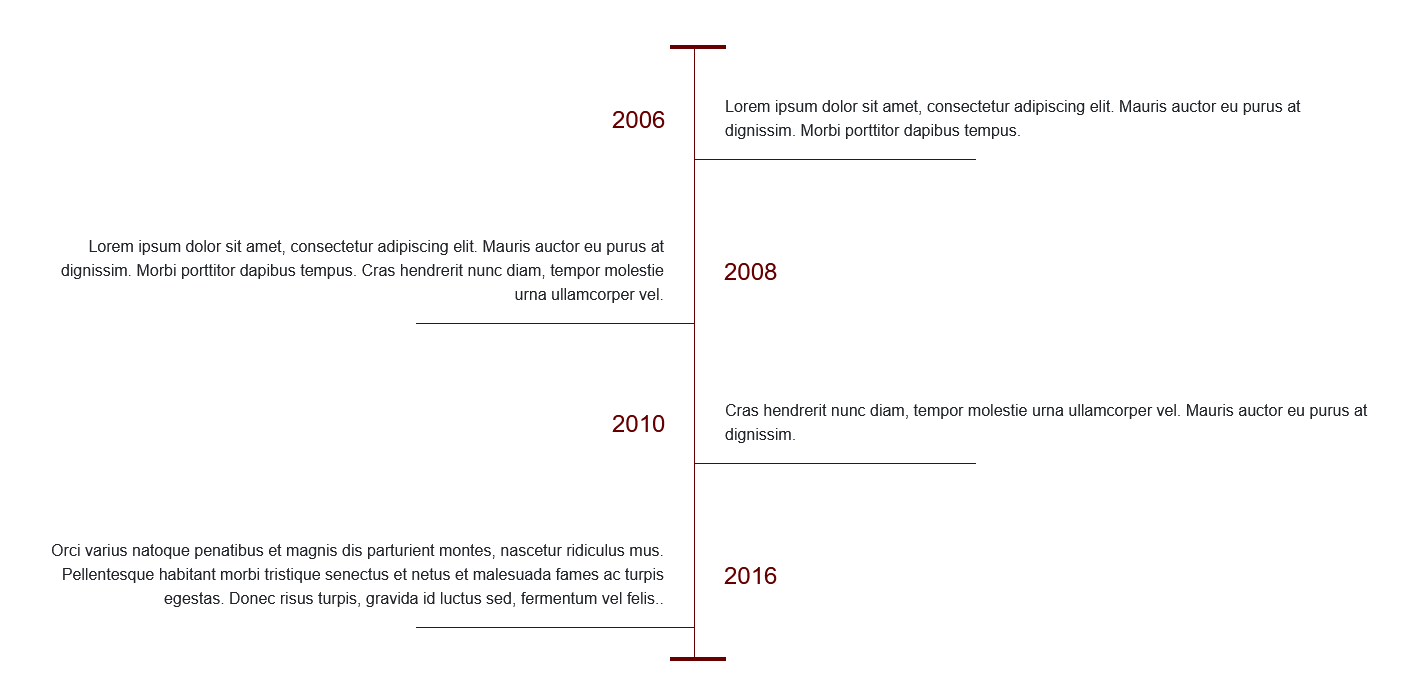 2006
Lorem ipsum dolor sit amet, consectetur adipiscing elit. Mauris auctor eu purus at
dignissim. Morbi porttitor dapibus tempus.
Lorem ipsum dolor sit amet, consectetur adipiscing elit. Mauris auctor eu purus at
dignissim. Morbi porttitor dapibus tempus. Cras hendrerit nunc diam, tempor molestie
urna ullamcorper vel.
2008
2010
Cras hendrerit nunc diam, tempor molestie urna ullamcorper vel. Mauris auctor eu purus at
dignissim.
Orci varius natoque penatibus et magnis dis parturient montes, nascetur ridiculus mus.
Pellentesque habitant morbi tristique senectus et netus et malesuada fames ac turpis
egestas. Donec risus turpis, gravida id luctus sed, fermentum vel felis..
2016